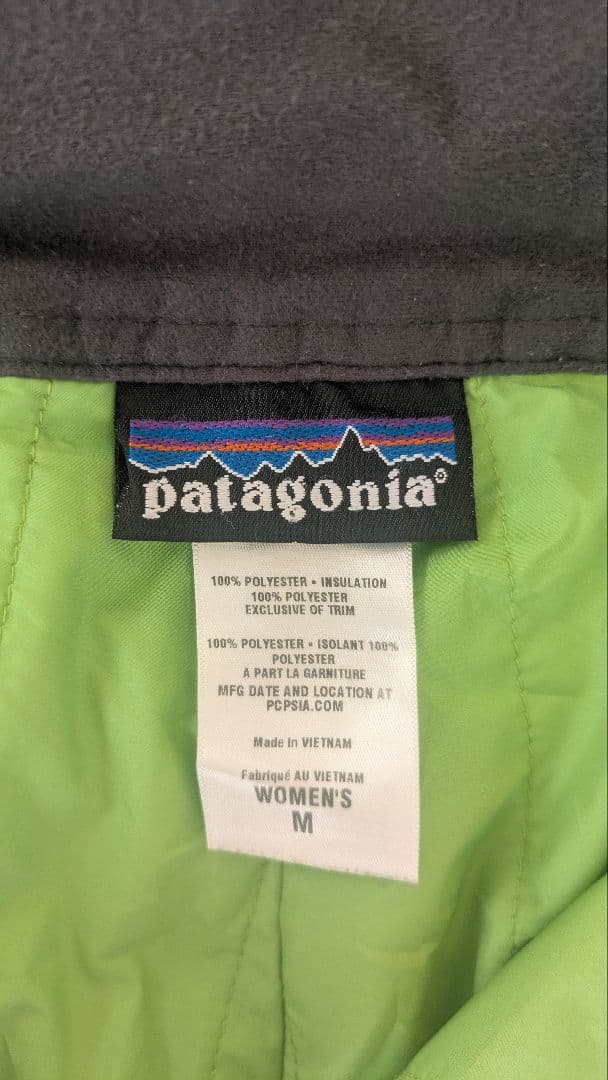 patagonia®
100% POLYESTER • INSULATION
100% POLYESTER
EXCLUSIVE OF TRIM
100% POLYESTER • ISOLANT 100%
POLYESTER
A PART LA GARNITURE
MFG DATE AND LOCATION AT
PCPSIA.COM
Made in VIETNAM
Fabriqué AU VIETNAM
WOMEN'S
M